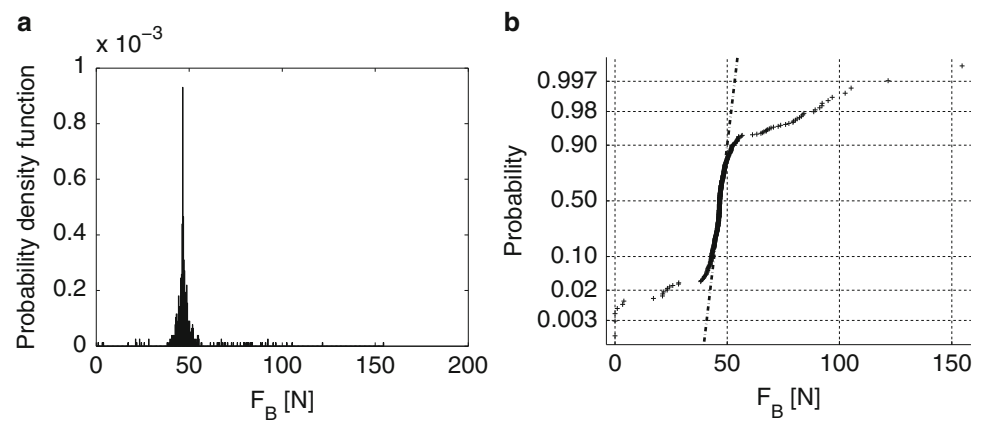 a
x 10⁻³
Probability density function
1
0.8
0.6
0.4
0.2
0
0 50 100 150 200
F_B [N]
b
Probability
0.997
0.98
0.90
0.50
0.10
0.02
0.003
0 50 100 150
F_B [N]